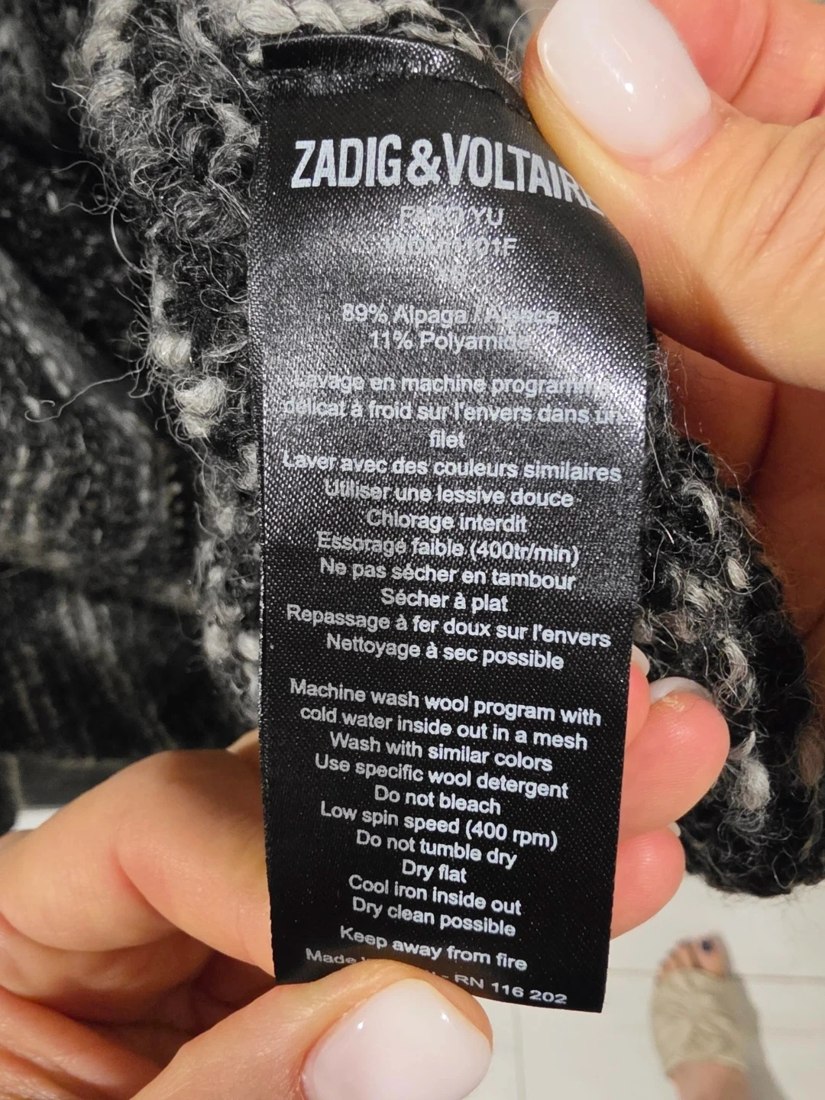 ZADIG&VOLTAIRE
89% Alpaga / Alpaca
11% Polyamide
Lavage en machine programme
délicat à froid sur l'envers dans un
filet
Laver avec des couleurs similaires
Utiliser une lessive douce
Chlorage interdit
Essorage faible (400tr/min)
Ne pas sécher en tambour
Sécher à plat
Repassage à fer doux sur l'envers
Nettoyage à sec possible
Machine wash wool program with
cold water inside out in a mesh
Wash with similar colors
Use specific wool detergent
Do not bleach
Low spin speed (400 rpm)
Do not tumble dry
Dry flat
Cool iron inside out
Dry clean possible
Keep away from fire
Made - RN 116 202